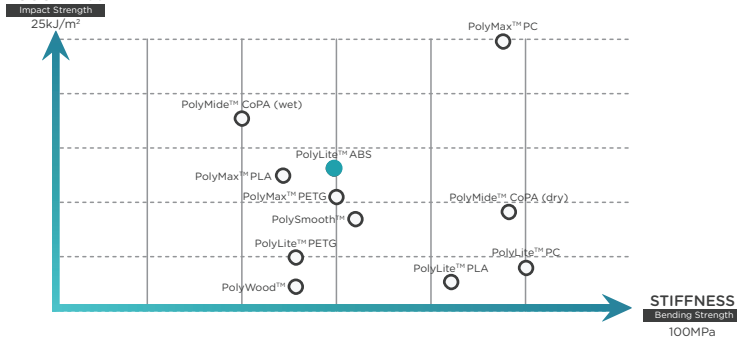 Impact Strength
25kJ/m²
PolyMax™ PC
PolyMide™ CoPA (wet)
PolyLite™ ABS
PolyMax™ PLA
PolyMax™ PETG
PolyMide™ CoPA (dry)
PolySmooth™
PolyLite™ PETG
PolyLite™ PC
PolyLite™ PLA
PolyWood™
STIFFNESS
Bending Strength
100MPa